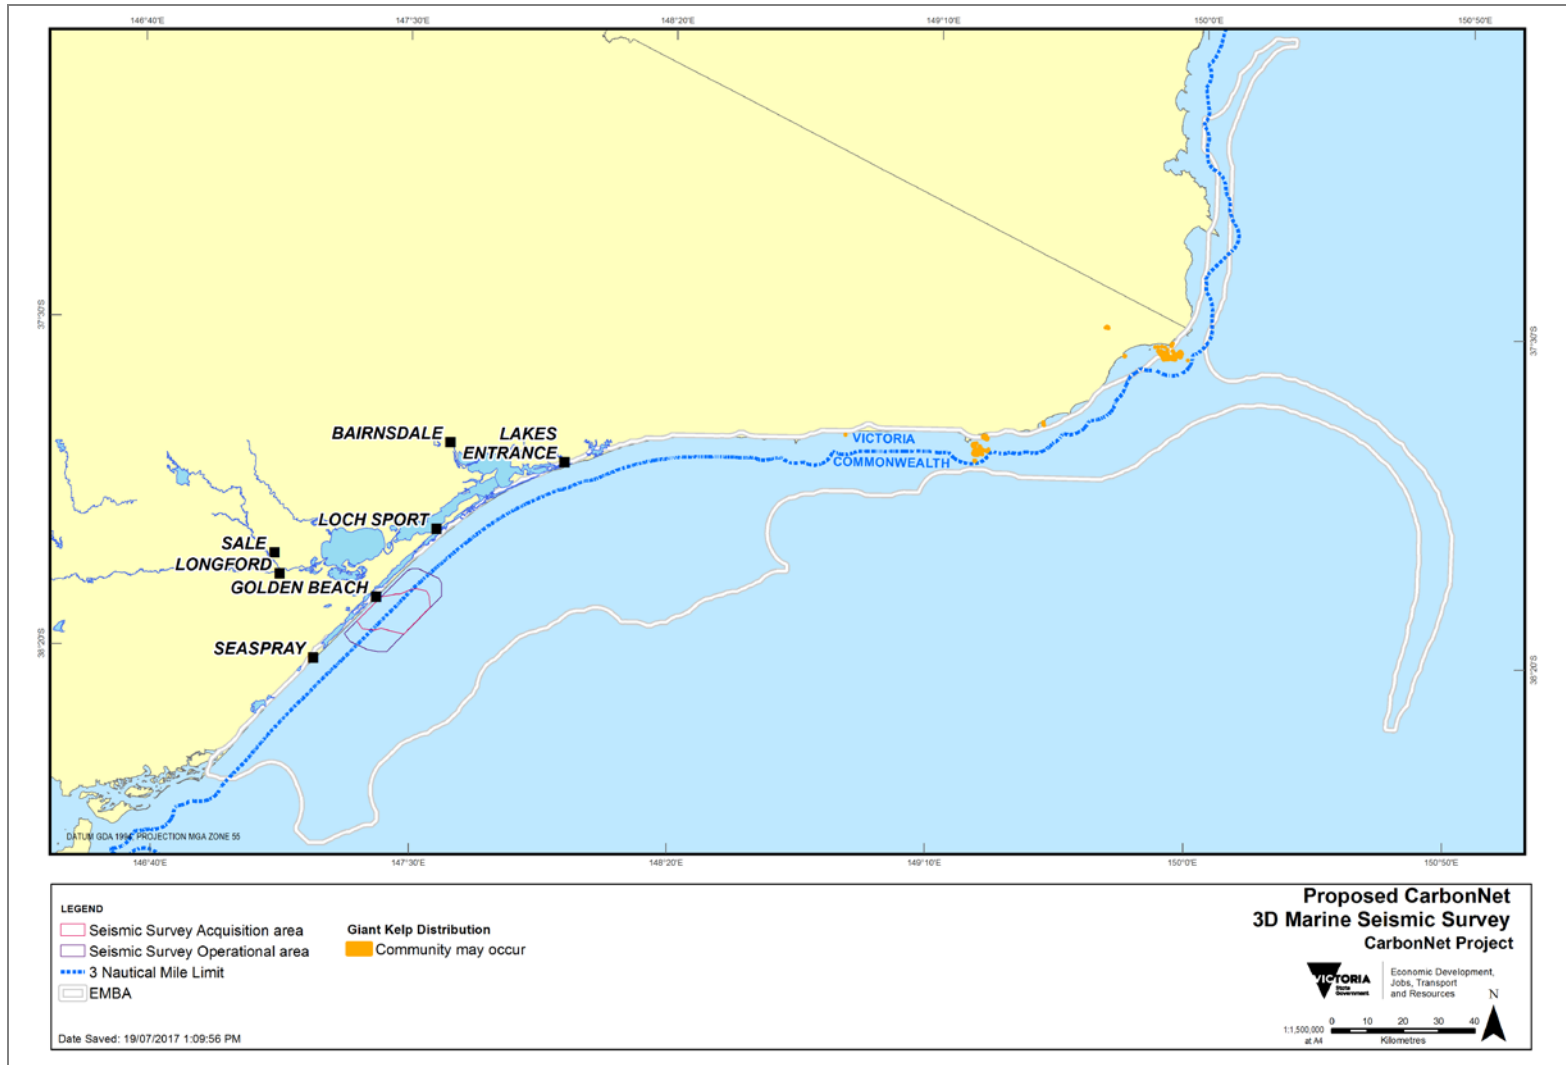 146°40'E 147°30'E 148°20'E 149°10'E 150°0'E 150°50'E
37°30'S
37°30'S
BAIRNSDALE
LAKES
ENTRANCE
VICTORIA
COMMONWEALTH
LOCH SPORT
SALE
LONGFORD
GOLDEN BEACH
SEASPRAY
38°20'S
38°20'S
DATUM GDA 1994, PROJECTION MGA ZONE 55
146°40'E 147°30'E 148°20'E 149°10'E 150°0'E 150°50'E
LEGEND
Seismic Survey Acquisition area
Seismic Survey Operational area
3 Nautical Mile Limit
EMBA
Giant Kelp Distribution
Community may occur
Date Saved: 19/07/2017 1:09:56 PM
Proposed CarbonNet
3D Marine Seismic Survey
CarbonNet Project
VICTORIA
State
Government
Economic Development,
Jobs, Transport
and Resources
N
1:1,500,000
at A4
0 10 20 30 40
Kilometres